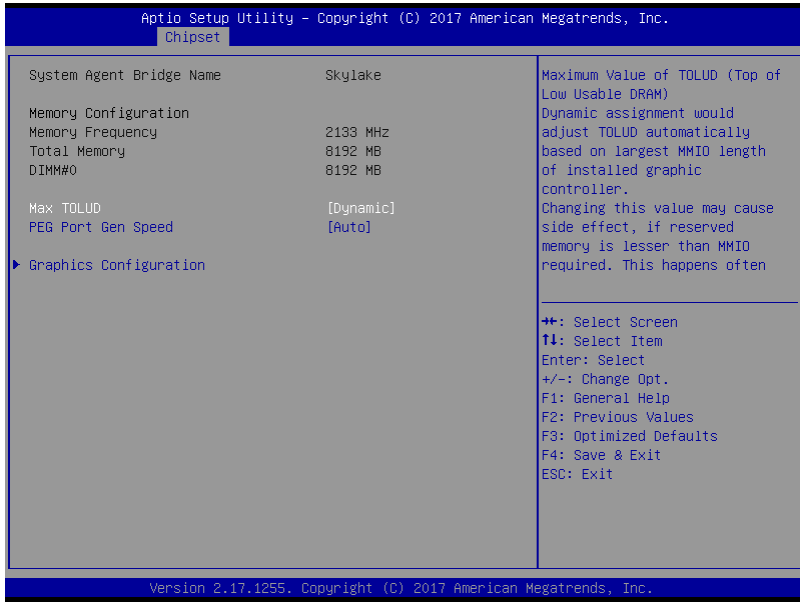 Aptio Setup Utility – Copyright (C) 2017 American Megatrends, Inc.
Chipset
System Agent Bridge Name Skylake
Memory Configuration
Memory Frequency 2133 MHz
Total Memory 8192 MB
DIMM#0 8192 MB
Max TOLUD [Dynamic]
PEG Port Gen Speed [Auto]
▶ Graphics Configuration
Maximum Value of TOLUD (Top of
Low Usable DRAM)
Dynamic assignment would
adjust TOLUD automatically
based on largest MMIO length
of installed graphic
controller.
Changing this value may cause
side effect, if reserved
memory is lesser than MMIO
required. This happens often
→←: Select Screen
↑↓: Select Item
Enter: Select
+/-: Change Opt.
F1: General Help
F2: Previous Values
F3: Optimized Defaults
F4: Save & Exit
ESC: Exit
Version 2.17.1255. Copyright (C) 2017 American Megatrends, Inc.